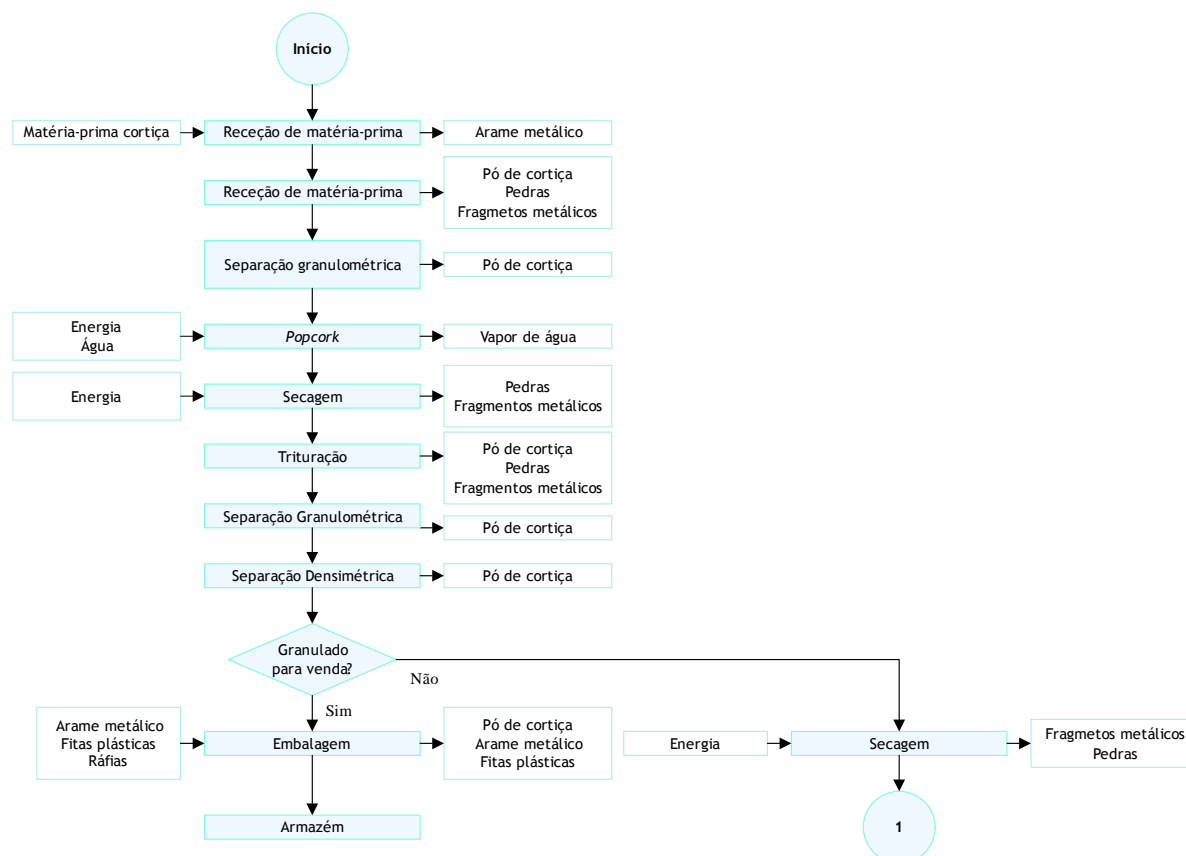 Início
Matéria-prima cortiça
Receção de matéria-prima
Arame metálico
Receção de matéria-prima
Pó de cortiça
Pedras
Fragmetos metálicos
Separação granulométrica
Pó de cortiça
Energia
Água
Popcork
Vapor de água
Energia
Secagem
Pedras
Fragmentos metálicos
Trituração
Pó de cortiça
Pedras
Fragmentos metálicos
Separação Granulométrica
Pó de cortiça
Separação Densimétrica
Pó de cortiça
Granulado
para venda?
Não
Sim
Arame metálico
Fitas plásticas
Ráfias
Embalagem
Pó de cortiça
Arame metálico
Fitas plásticas
Energia
Secagem
Fragmetos metálicos
Pedras
Armazém
1